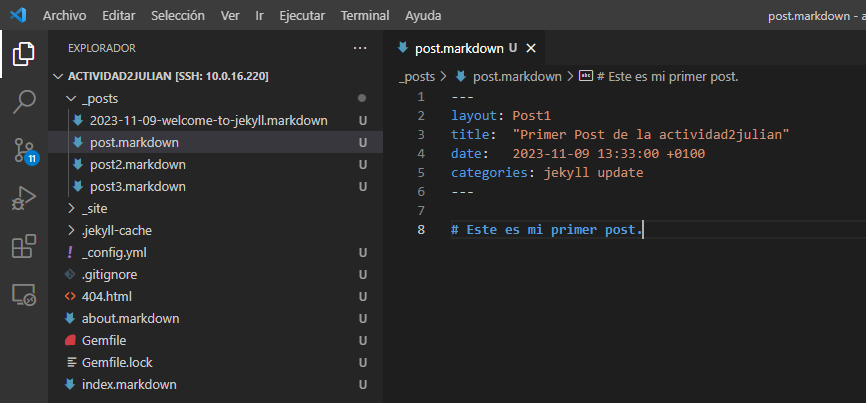 Archivo Editar Selección Ver Ir Ejecutar Terminal Ayuda post.markdown - a
EXPLORADOR ...
ACTIVIDAD2JULIAN [SSH: 10.0.16.220]
_posts
2023-11-09-welcome-to-jekyll.markdown U
post.markdown U
post2.markdown U
post3.markdown U
_site
.jekyll-cache
! _config.yml U
.gitignore U
<> 404.html U
about.markdown U
Gemfile U
Gemfile.lock U
index.markdown U
11
post.markdown U ×
_posts > post.markdown > abc # Este es mi primer post.
1 ---
2 layout: Post1
3 title:  "Primer Post de la actividad2julian"
4 date:   2023-11-09 13:33:00 +0100
5 categories: jekyll update
6 ---
7
8 # Este es mi primer post.